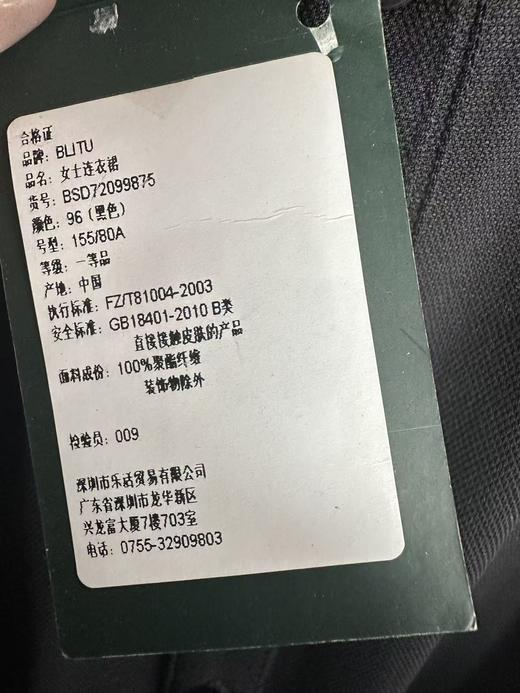 合格证
品牌: BLITU
品名: 女士连衣裙
货号: BSD72099875
颜色: 96 (黑色)
号型: 155/80A
等级: 一等品
产地: 中国
执行标准: FZ/T81004-2003
安全标准: GB18401-2010 B类
直接接触皮肤的产品
面料成份: 100%聚酯纤维
装饰物除外
检验员: 009
深圳市乐活贸易有限公司
广东省深圳市龙华新区
兴龙富大厦7楼703室
电话: 0755-32909803